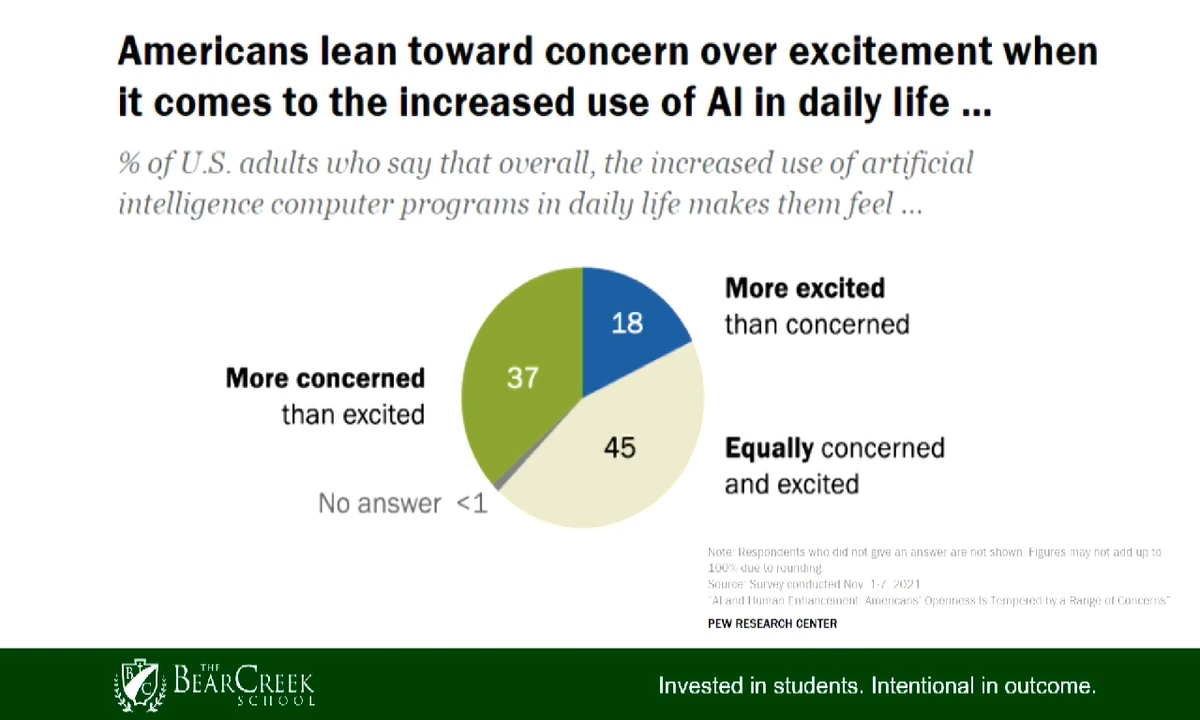 Americans lean toward concern over excitement when
it comes to the increased use of AI in daily life ...
% of U.S. adults who say that overall, the increased use of artificial
intelligence computer programs in daily life makes them feel ...
18
More excited
than concerned
37
More concerned
than excited
45
Equally concerned
and excited
No answer <1
Note: Respondents who did not give an answer are not shown. Figures may not add up to
100% due to rounding.
Source: Survey conducted Nov. 1-7, 2021
"AI and Human Enhancement: Americans' Openness Is Tempered by a Range of Concerns"
PEW RESEARCH CENTER
B
C
THE
BEARCREEK
SCHOOL
Invested in students. Intentional in outcome.